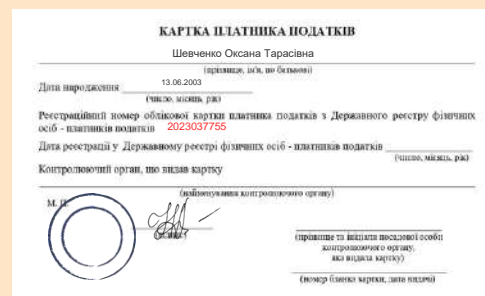 КАРТКА ПЛАТНИКА ПОДАТКІВ
Шевченко Оксана Тарасівна
(прізвище, ім'я, по батькові)
Дата народження 13.06.2003
(число, місяць, рік)
Реєстраційний номер облікової картки платника податків з Державного реєстру фізичних
осіб - платників податків 2023037755
Дата реєстрації у Державному реєстрі фізичних осіб - платників податків
(число, місяць, рік)
Контролюючий орган, що видав картку
(найменування контролюючого органу)
М. П.
(підпис)
(прізвище та ініціали посадової особи
контролюючого органу,
яка видала картку)
(номер бланка картки, дата видачі)